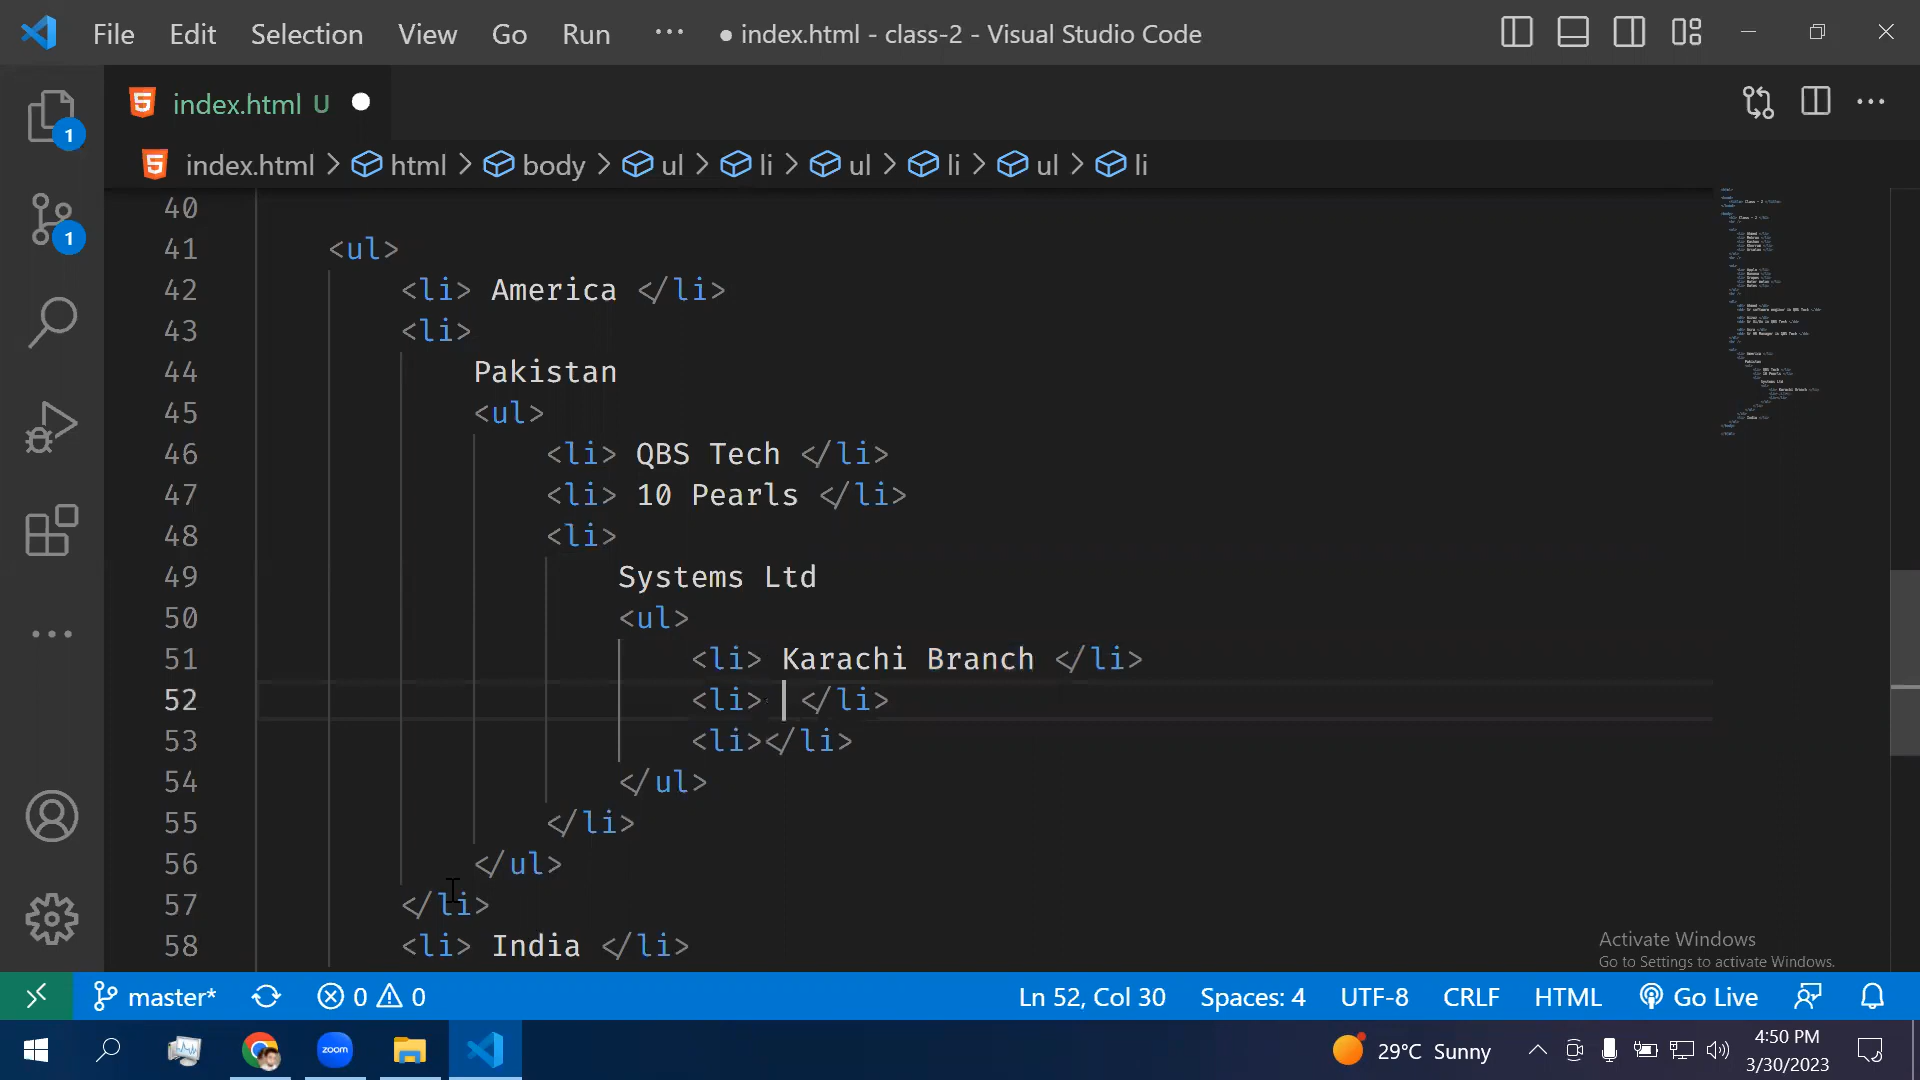 File Edit Selection View Go Run ··· ● index.html - class-2 - Visual Studio Code
index.html U
index.html > html > body > ul > li > ul > li > ul > li
40
41 <ul>
42 <li> America </li>
43 <li>
44 Pakistan
45 <ul>
46 <li> QBS Tech </li>
47 <li> 10 Pearls </li>
48 <li>
49 Systems Ltd
50 <ul>
51 <li> Karachi Branch </li>
52 <li>  </li>
53 <li></li>
54 </ul>
55 </li>
56 </ul>
57 </li>
58 <li> India </li>
1
1
Activate Windows
Go to Settings to activate Windows.
master* 0 0 Ln 52, Col 30 Spaces: 4 UTF-8 CRLF HTML Go Live
zoom 29°C Sunny 4:50 PM
3/30/2023